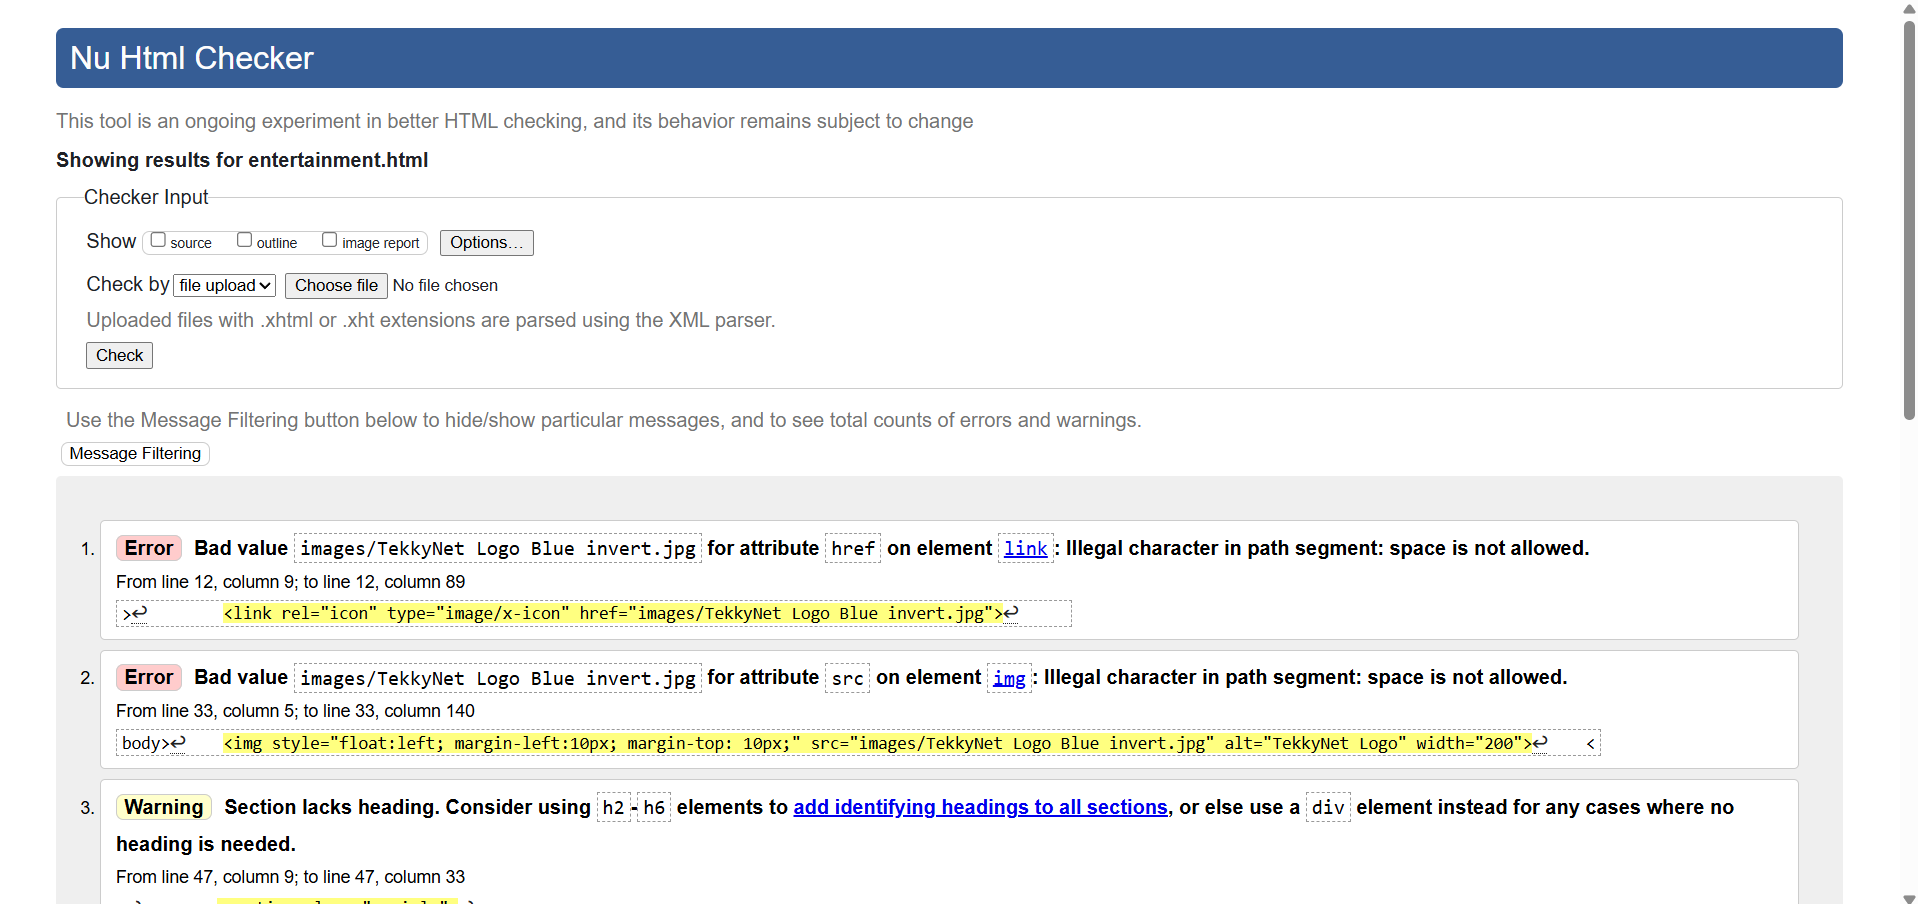 Nu Html Checker
This tool is an ongoing experiment in better HTML checking, and its behavior remains subject to change
Showing results for entertainment.html
Checker Input
Show source outline image report Options...
Check by file upload Choose file No file chosen
Uploaded files with .xhtml or .xht extensions are parsed using the XML parser.
Check
Use the Message Filtering button below to hide/show particular messages, and to see total counts of errors and warnings.
Message Filtering
1. Error Bad value images/TekkyNet Logo Blue invert.jpg for attribute href on element link: Illegal character in path segment: space is not allowed.
From line 12, column 9; to line 12, column 89
>↩ <link rel="icon" type="image/x-icon" href="images/TekkyNet Logo Blue invert.jpg">↩
2. Error Bad value images/TekkyNet Logo Blue invert.jpg for attribute src on element img: Illegal character in path segment: space is not allowed.
From line 33, column 5; to line 33, column 140
body>↩ <img style="float:left; margin-left:10px; margin-top: 10px;" src="images/TekkyNet Logo Blue invert.jpg" alt="TekkyNet Logo" width="200">↩ <
3. Warning Section lacks heading. Consider using h2-h6 elements to add identifying headings to all sections, or else use a div element instead for any cases where no
heading is needed.
From line 47, column 9; to line 47, column 33